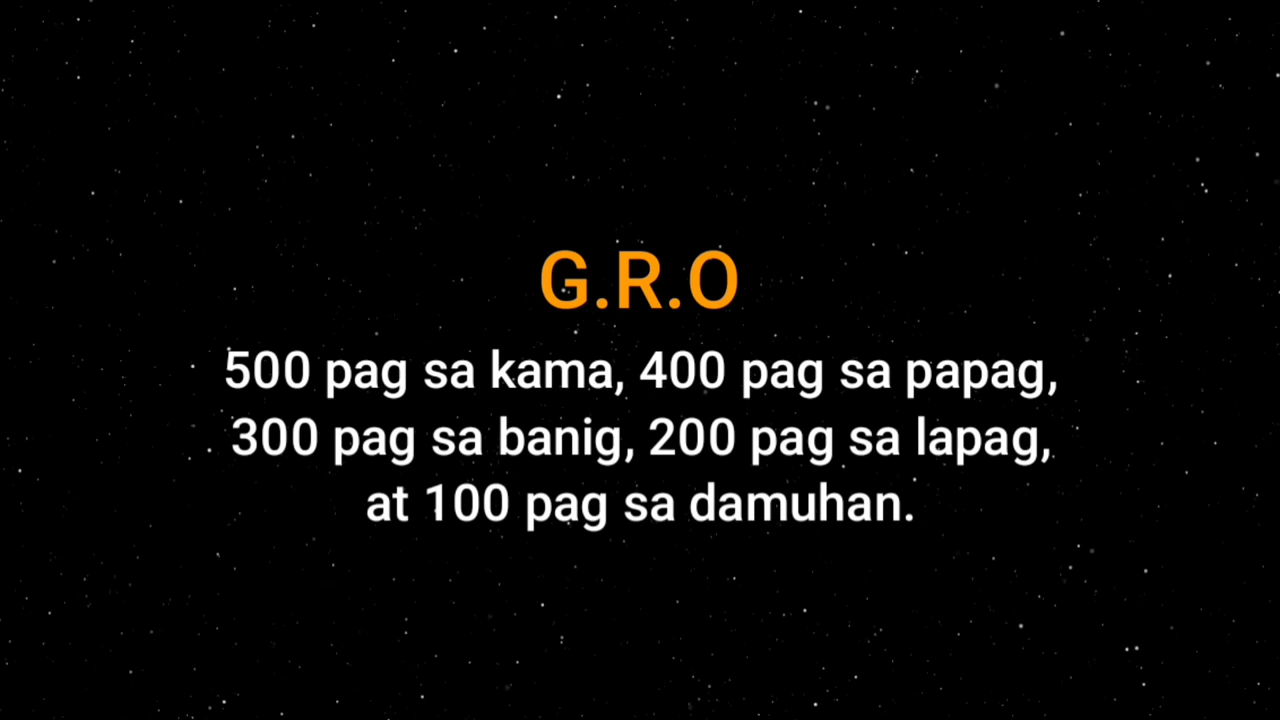 G.R.O
500 pag sa kama, 400 pag sa papag,
300 pag sa banig, 200 pag sa lapag,
at 100 pag sa damuhan.